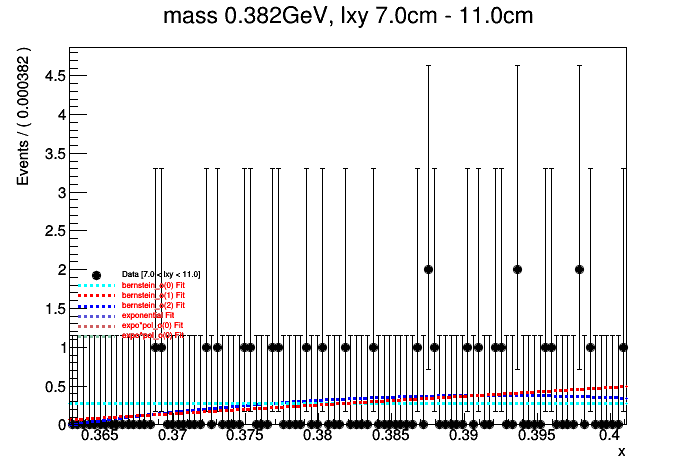 mass 0.382GeV, lxy 7.0cm - 11.0cm
Events / ( 0.000382 )
4.5
4
3.5
3
2.5
2
1.5
1
0.5
0
Data [7.0 < lxy < 11.0]
bernstein_o(0) Fit
bernstein_o(1) Fit
bernstein_o(2) Fit
exponential Fit
expo*pol_o(0) Fit
0.365 0.37 0.375 0.38 0.385 0.39 0.395 0.4
x